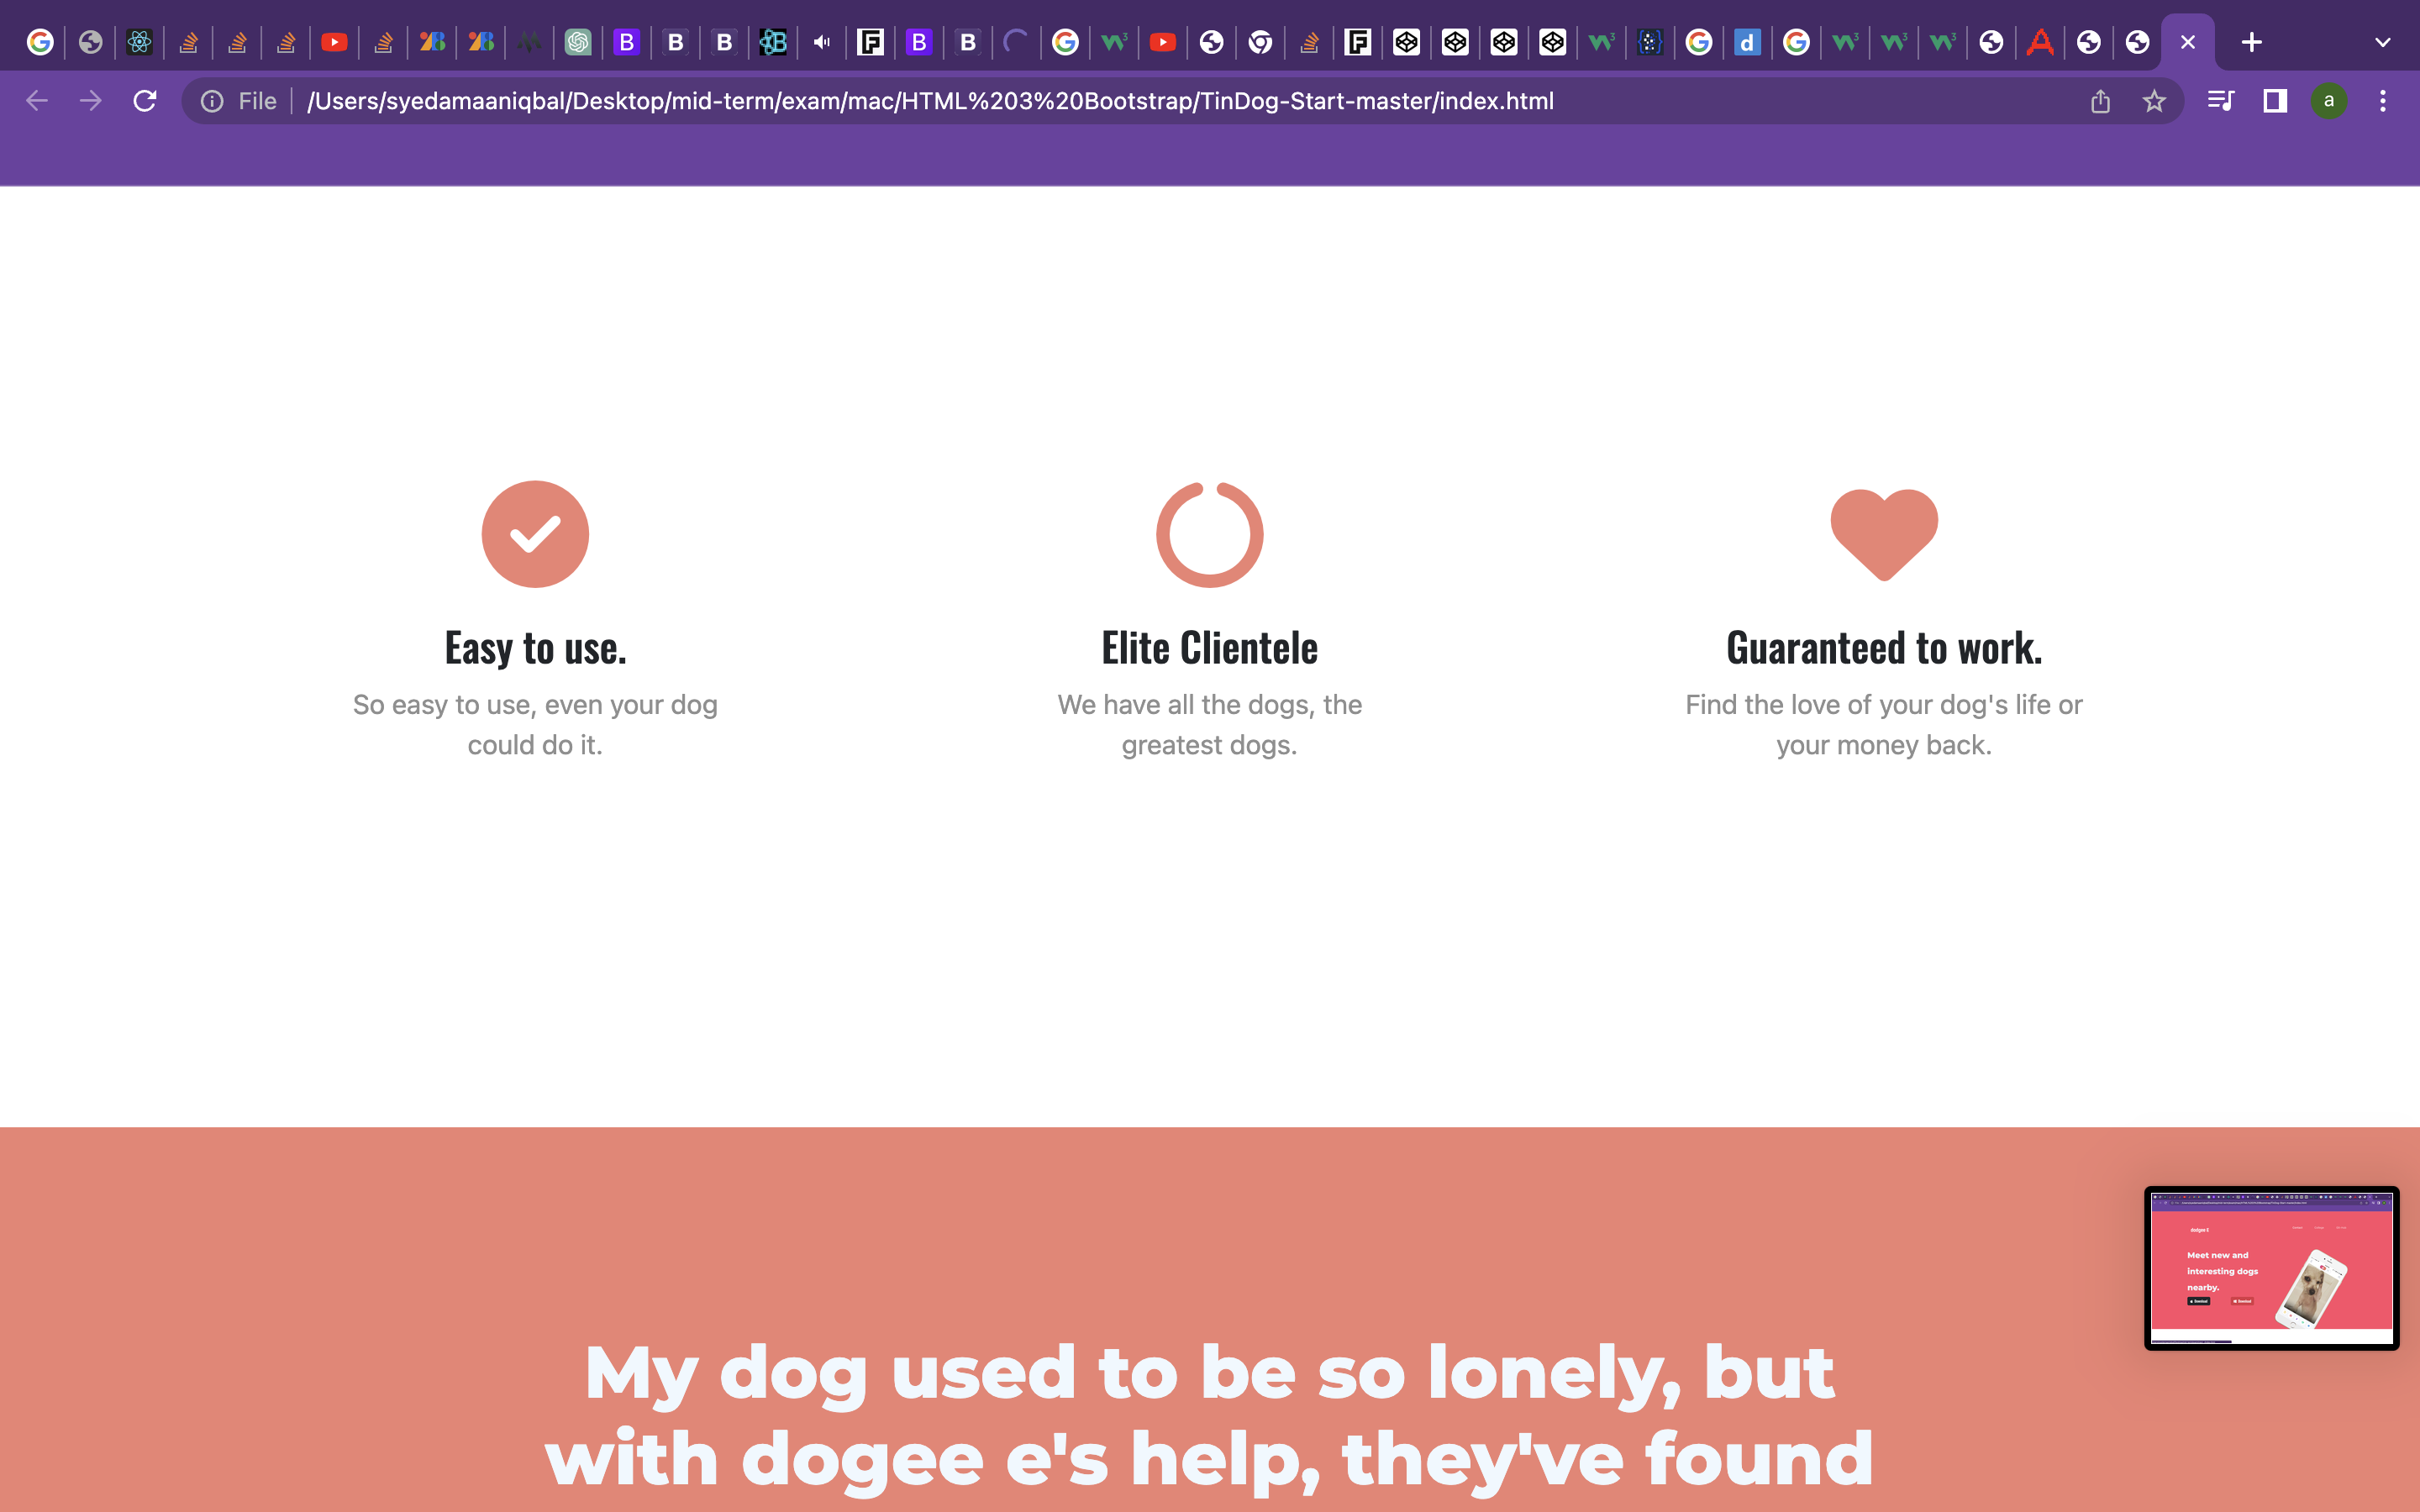 File
/Users/syedamaaniqbal/Desktop/mid-term/exam/mac/HTML%203%20Bootstrap/TinDog-Start-master/index.html
a
Easy to use.
So easy to use, even your dog
could do it.
Elite Clientele
We have all the dogs, the
greatest dogs.
Guaranteed to work.
Find the love of your dog's life or
your money back.
My dog used to be so lonely, but
with dogee e's help, they've found
Meet new and
interesting dogs
nearby.